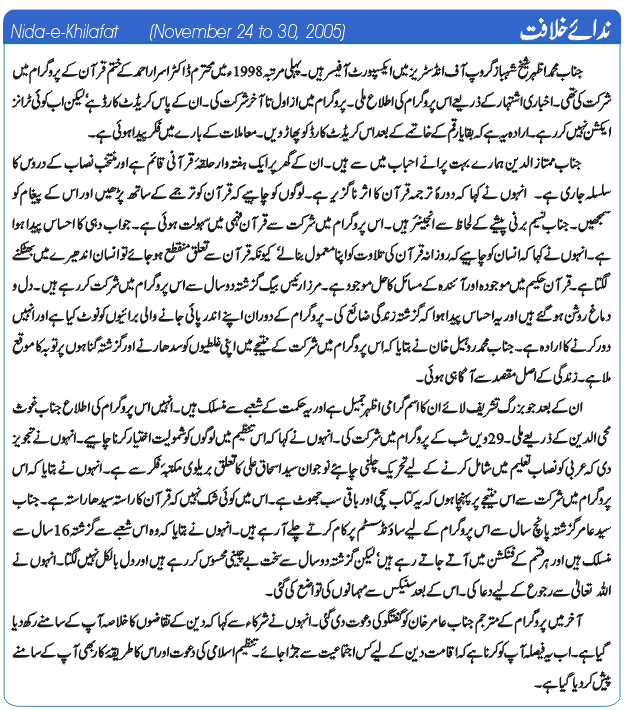 Nida-e-Khilafat (November 24 to 30, 2005) ندائے خلافت
جناب محمد اظہر شیخ شہباز گروپ آف انڈسٹریز میں ایکسپورٹ آفیسر ہیں۔ پہلی مرتبہ 1998ء میں محترم ڈاکٹر اسرار احمد کے ختم قرآن کے پروگرام میں
شرکت کی تھی۔ اخباری اشتہار کے ذریعے اس پروگرام کی اطلاع ملی۔ پروگرام میں از اول تا آخر شرکت کی۔ ان کے پاس کریڈٹ کارڈ ہے‘ لیکن اب کوئی ٹرانز
ایکشن نہیں کر رہے۔ ارادہ یہ ہے کہ بقایا رقم کے خاتمے کے بعد اس کریڈٹ کارڈ کو پھاڑ دیں۔ معاملات کے بارے میں فکر پیدا ہوئی ہے۔
جناب ممتاز الدین ہمارے بہت پرانے احباب میں سے ہیں۔ ان کے گھر پر ایک ہفتہ وار حلقۂ قرآنی قائم ہے اور منتخب نصاب کے دروس کا
سلسلہ جاری ہے۔ انہوں نے کہا کہ دورۂ ترجمہ قرآن کا اثر ناگزیر ہے۔ لوگوں کو چاہیے کہ قرآن کو ترجمے کے ساتھ پڑھیں اور اس کے پیغام کو
سمجھیں۔ جناب تسیم برنی پیشے کے لحاظ سے انجینئر ہیں۔ اس پروگرام میں شرکت سے قرآن فہمی میں سہولت ہوئی ہے۔ جواب دہی کا احساس پیدا ہوا
ہے۔ انہوں نے کہا کہ انسان کو چاہیے کہ روزانہ قرآن کی تلاوت کو اپنا معمول بنائے‘ کیونکہ قرآن سے تعلق منقطع ہو جائے تو انسان اندھیرے میں بھٹکنے
لگتا ہے۔ قرآن حکیم میں موجودہ اور آئندہ کے مسائل کا حل موجود ہے۔ مرزا رئیس بیگ گزشتہ دو سال سے اس پروگرام میں شرکت کر رہے ہیں۔ دل و
دماغ روشن ہو گئے ہیں اور یہ احساس پیدا ہوا کہ گزشتہ زندگی ضائع کی۔ پروگرام کے دوران اپنے اندر پائی جانے والی برائیوں کو نوٹ کیا ہے اور انہیں
دور کرنے کا ارادہ ہے۔ جناب محمد روبیل خان نے بتایا کہ اس پروگرام میں شرکت کے نتیجے میں اپنی غلطیوں کو سدھارنے اور گزشتہ گناہوں پر توبہ کا موقع
ملا ہے۔ زندگی کے اصل مقصد سے آگاہی ہوئی۔
ان کے بعد جو بزرگ تشریف لائے ان کا اسم گرامی اظہر جمیل ہے اور یہ حکمت کے شعبے سے منسلک ہیں۔ انہیں اس پروگرام کی اطلاع جناب غوث
محی الدین کے ذریعے ملی۔ 29ویں شب کے پروگرام میں شرکت کی۔ انہوں نے کہا کہ اس تنظیم میں لوگوں کو شمولیت اختیار کرنا چاہیے۔ انہوں نے تجویز
دی کہ عربی کو نصاب تعلیم میں شامل کرنے کے لیے تحریک چلنی چاہئے نوجوان سید اسحاق علی کا تعلق بریلوی مکتبۂ فکر سے ہے۔ انہوں نے بتایا کہ اس
پروگرام میں شرکت سے اس نتیجے پر پہنچا ہوں کہ یہ کتاب سچی اور باقی سب جھوٹ ہے۔ اس میں کوئی شک نہیں کہ قرآن کا راستہ سیدھا راستہ ہے۔ جناب
سید عامر گزشتہ پانچ سال سے اس پروگرام کے لیے ساؤنڈ سسٹم پر کام کرتے چلے آ رہے ہیں۔ انہوں نے بتایا کہ وہ اس شعبے سے گزشتہ 16 سال سے
منسلک ہیں اور ہر قسم کے فنکشن میں آتے جاتے رہے ہیں‘ لیکن گزشتہ دو سال سے سخت بے چینی محسوس کر رہے ہیں اور دل بالکل نہیں لگتا۔ انہوں نے
اللہ تعالیٰ سے رجوع کے لیے دعا کی۔ اس کے بعد سنیکس سے مہمانوں کی تواضع کی گئی۔
آخر میں پروگرام کے مترجم جناب عامر خان کو گفتگو کی دعوت دی گئی۔ انہوں نے شرکاء سے کہا کہ دین کے تقاضوں کا خلاصہ آپ کے سامنے رکھ دیا
گیا ہے۔ اب یہ فیصلہ آپ کو کرنا ہے کہ اقامت دین کے لیے کس اجتماعیت سے جڑا جائے۔ تنظیم اسلامی کی دعوت اور اس کا طریقۂ کار بھی آپ کے سامنے
پیش کر دیا گیا ہے۔